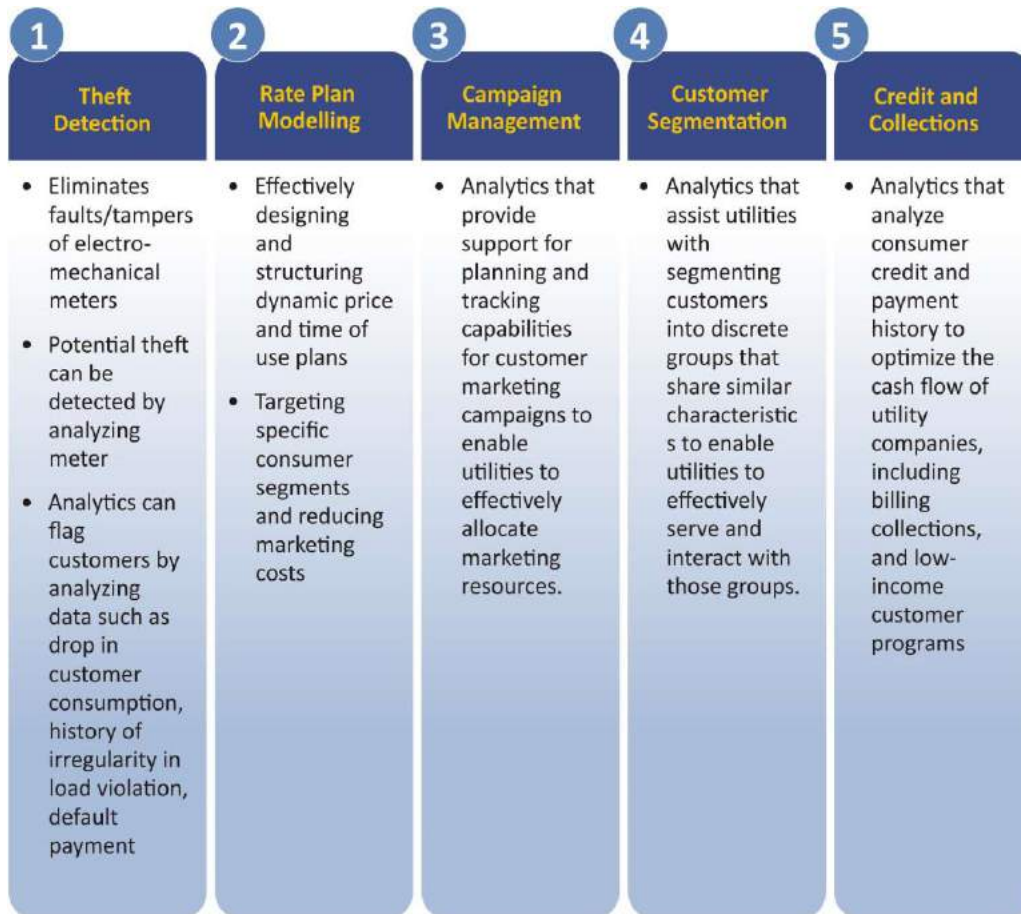 1
Theft
Detection
• Eliminates
faults/tampers
of electro-
mechanical
meters
• Potential theft
can be
detected by
analyzing
meter
• Analytics can
flag
customers by
analyzing
data such as
drop in
customer
consumption,
history of
irregularity in
load violation,
default
payment
2
Rate Plan
Modelling
• Effectively
designing
and
structuring
dynamic price
and time of
use plans
• Targeting
specific
consumer
segments
and reducing
marketing
costs
3
Campaign
Management
• Analytics that
provide
support for
planning and
tracking
capabilities
for customer
marketing
campaigns to
enable
utilities to
effectively
allocate
marketing
resources.
4
Customer
Segmentation
• Analytics that
assist utilities
with
segmenting
customers
into discrete
groups that
share similar
characteristic
s to enable
utilities to
effectively
serve and
interact with
those groups.
5
Credit and
Collections
• Analytics that
analyze
consumer
credit and
payment
history to
optimize the
cash flow of
utility
companies,
including
billing
collections,
and low-
income
customer
programs